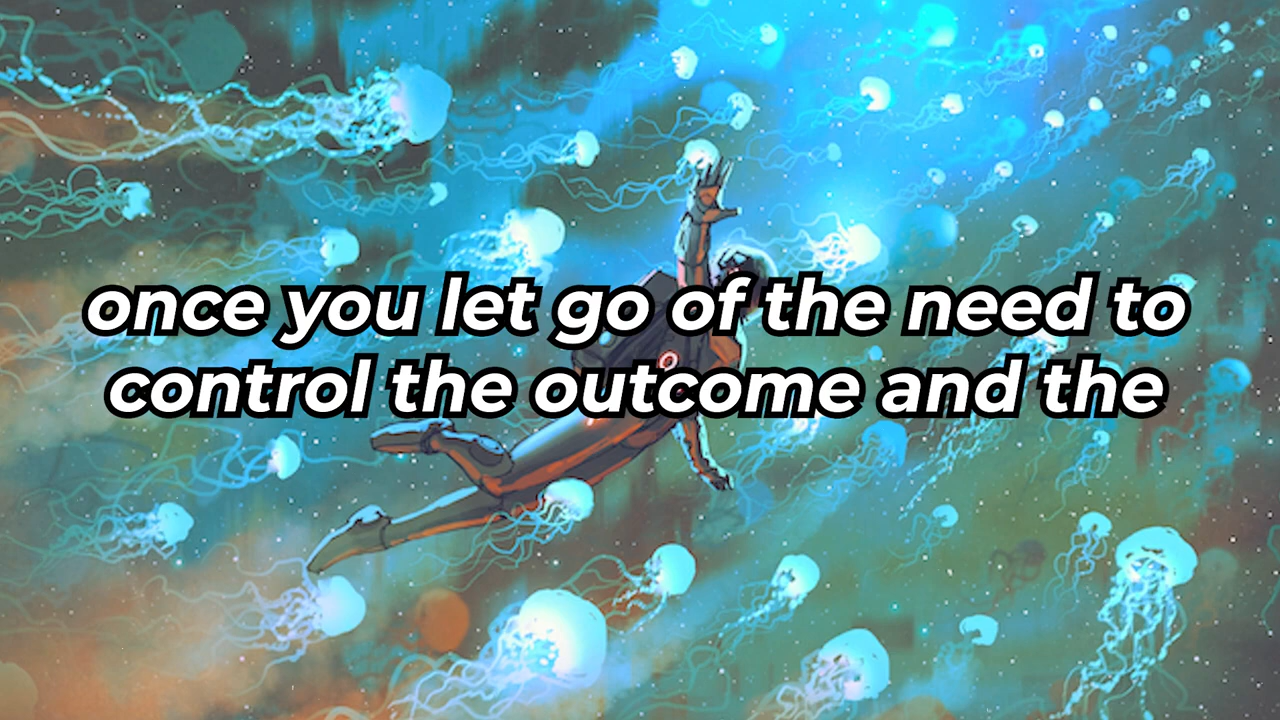 once you let go of the need to
control the outcome and the